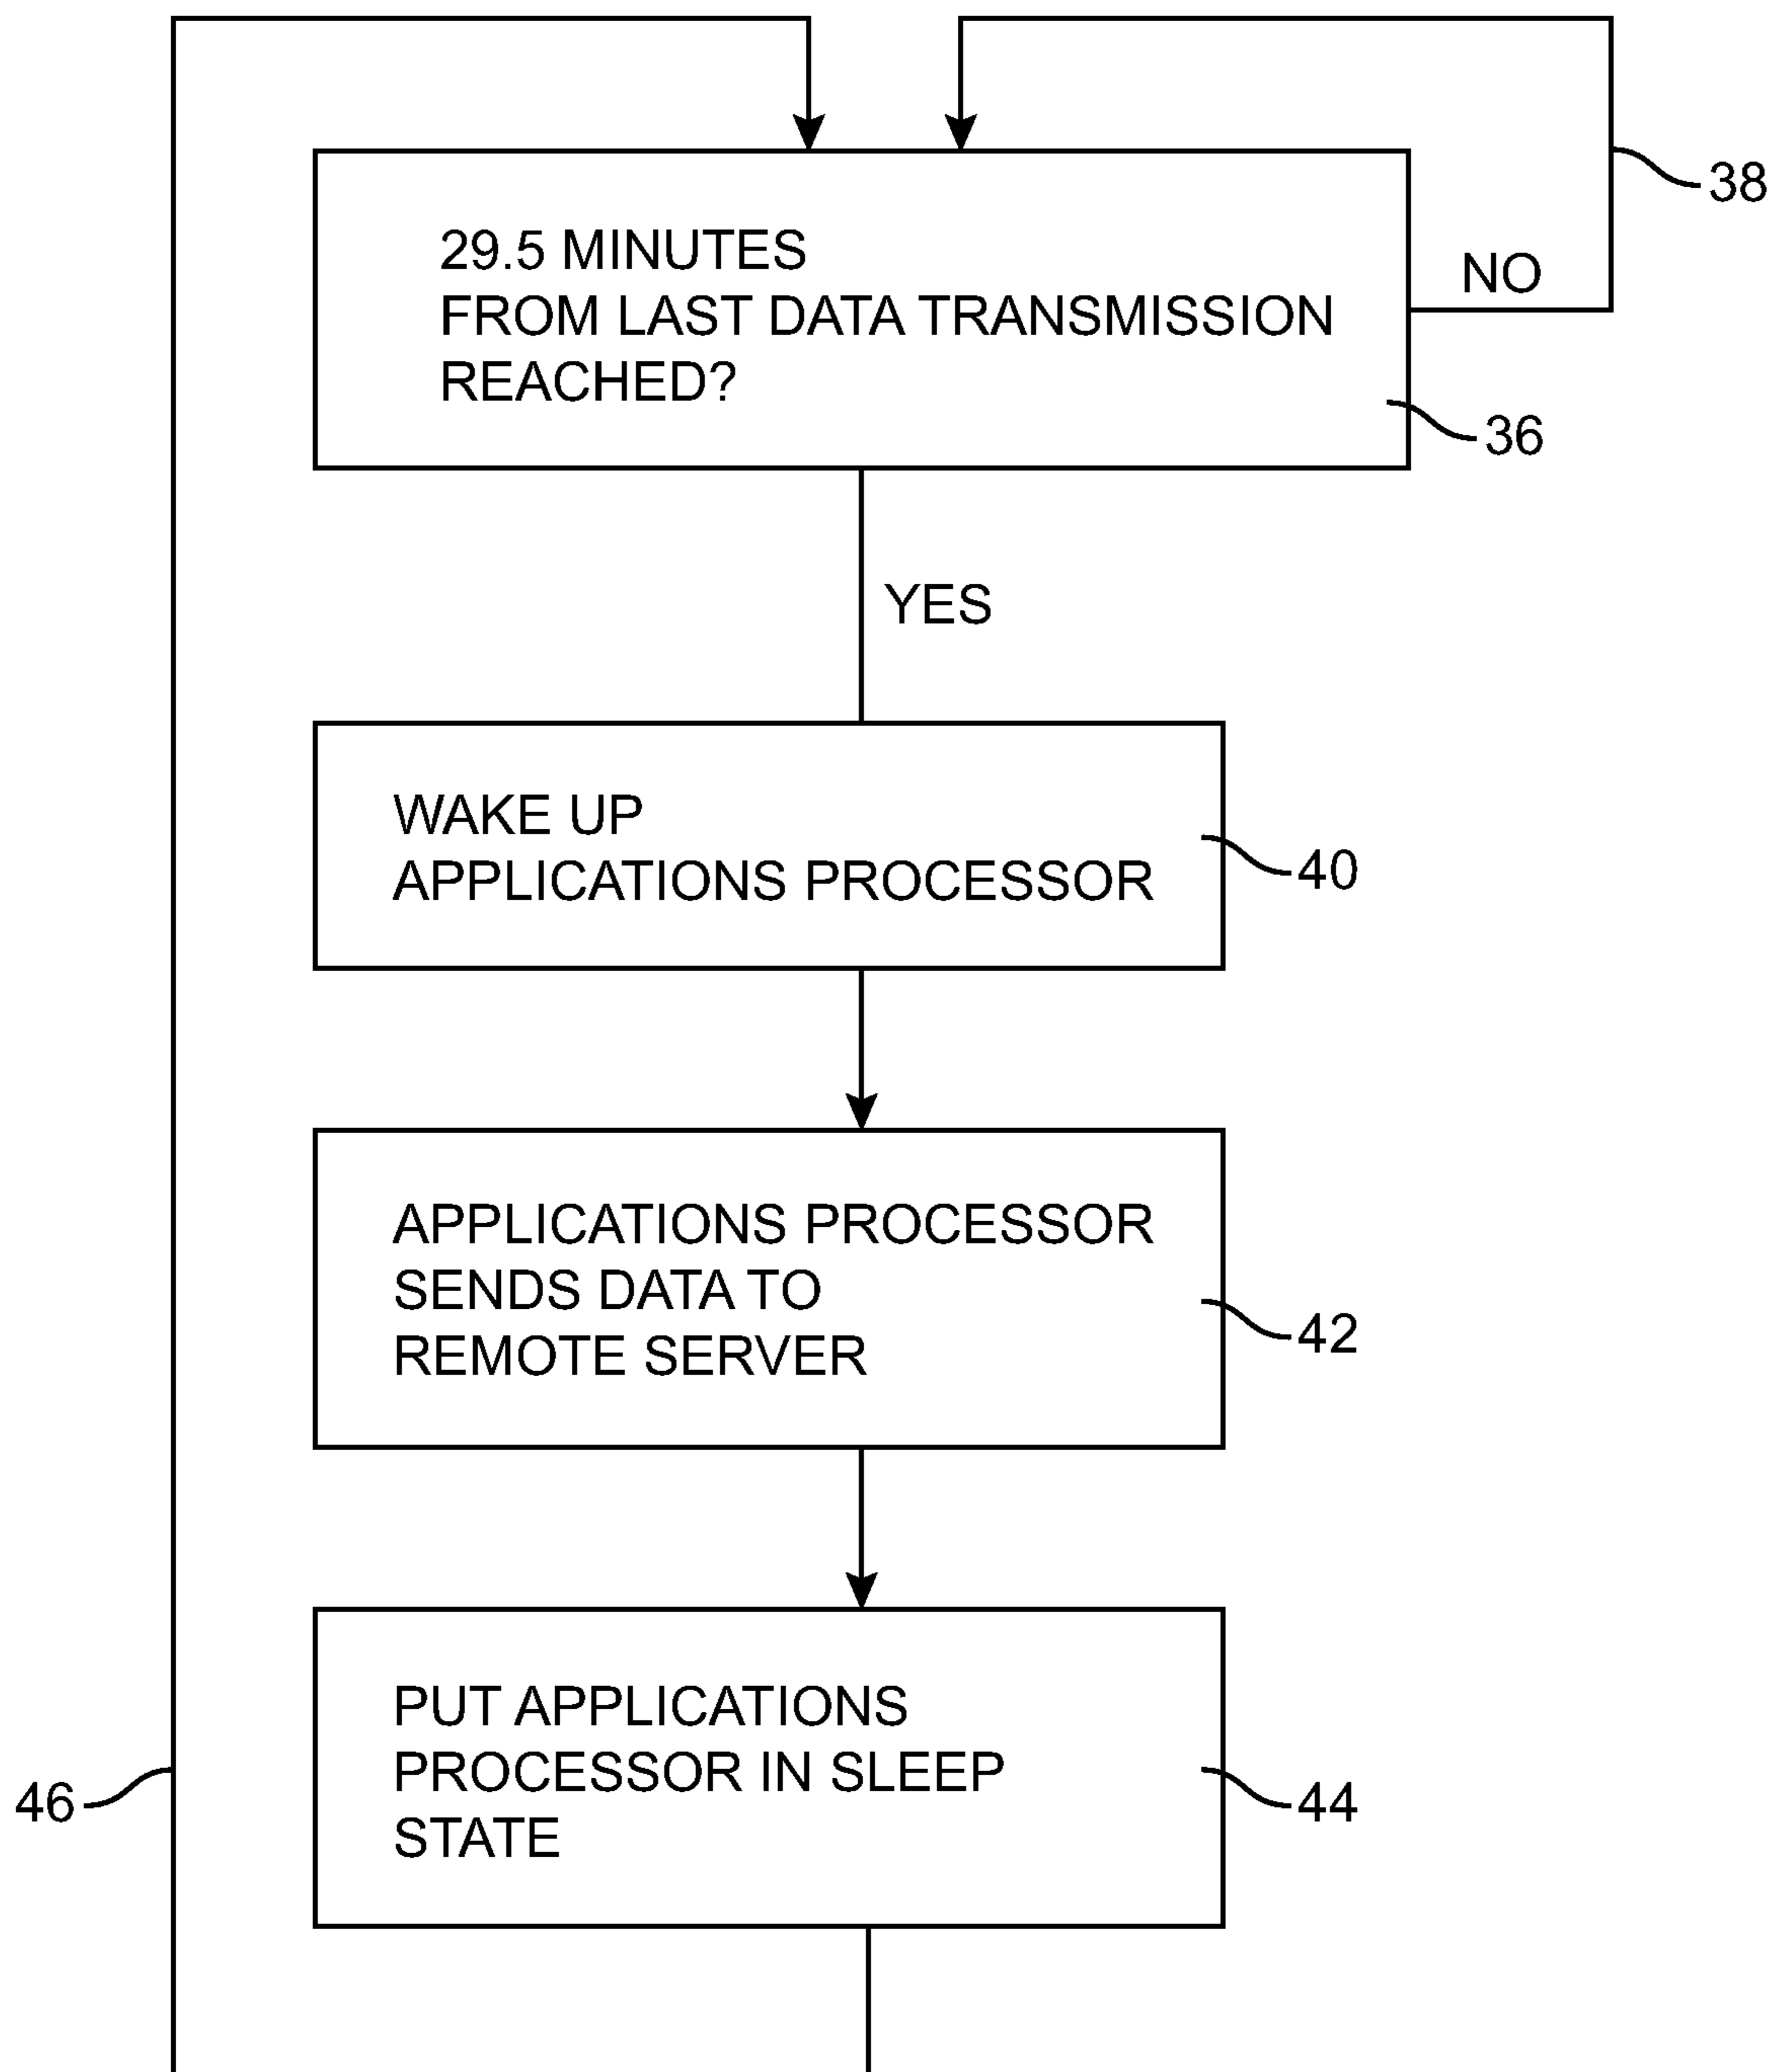 29.5 MINUTES
FROM LAST DATA TRANSMISSION
REACHED?
NO
38
36
YES
WAKE UP
APPLICATIONS PROCESSOR
40
APPLICATIONS PROCESSOR
SENDS DATA TO
REMOTE SERVER
42
PUT APPLICATIONS
PROCESSOR IN SLEEP
STATE
44
46